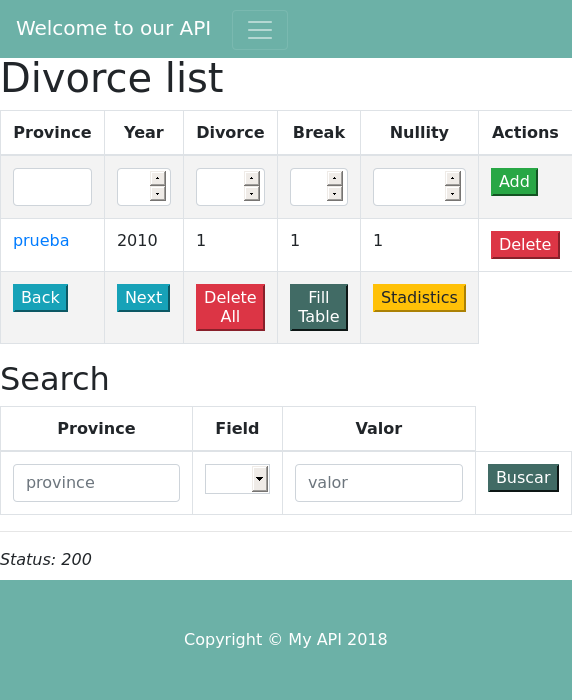 Welcome to our API
Divorce list
Province Year Divorce Break Nullity Actions
Add
prueba 2010 1 1 1 Delete
Back Next Delete All Fill Table Stadistics
Search
Province Field Valor
province valor Buscar
Status: 200
Copyright © My API 2018